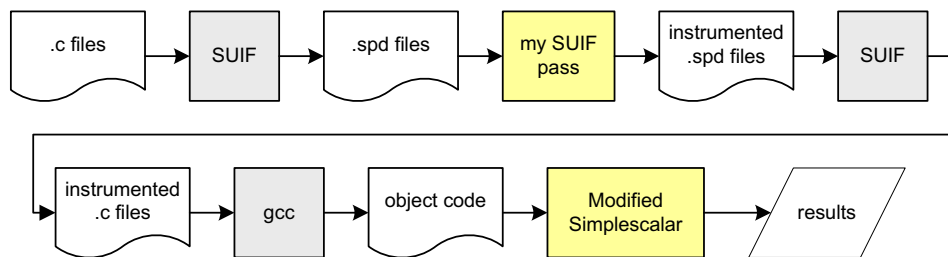 .c files
SUIF
.spd files
my SUIF
pass
instrumented
.spd files
SUIF
instrumented
.c files
gcc
object code
Modified
Simplescalar
results